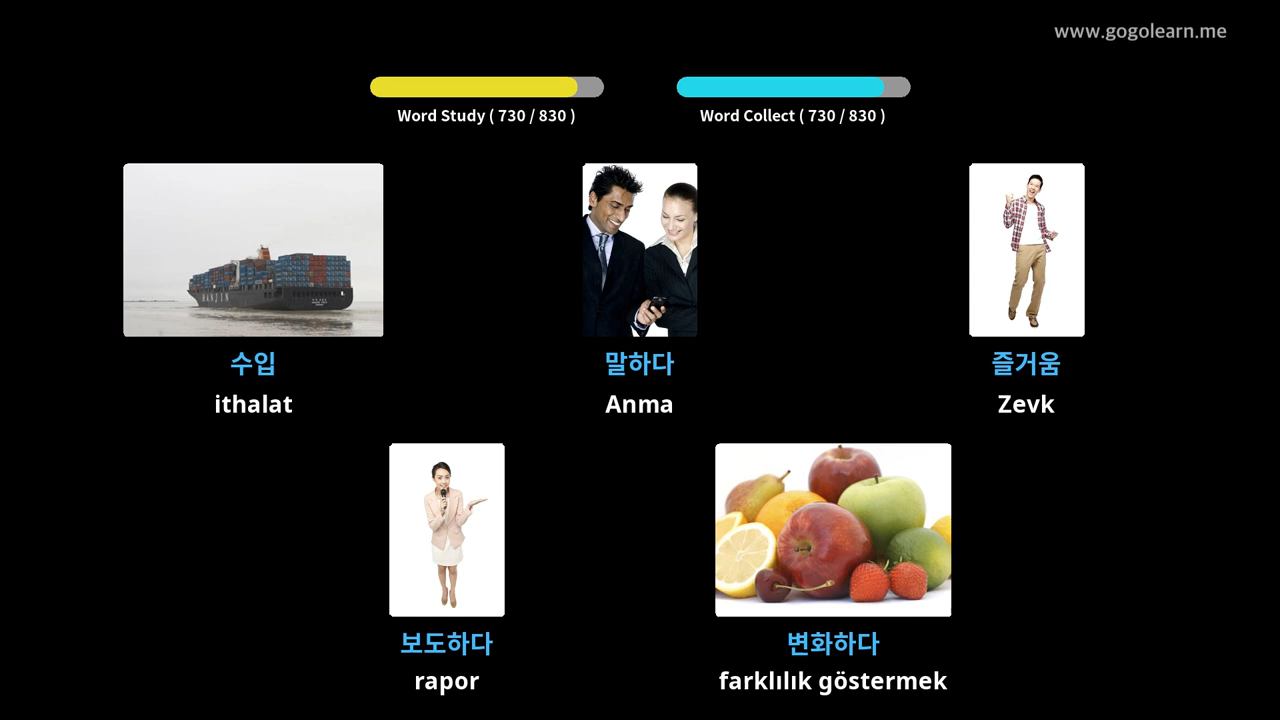 www.gogolearn.me
Word Study ( 730 / 830 )
Word Collect ( 730 / 830 )
HANJIN
수입
말하다
즐거움
ithalat
Anma
Zevk
보도하다
변화하다
rapor
farklılık göstermek